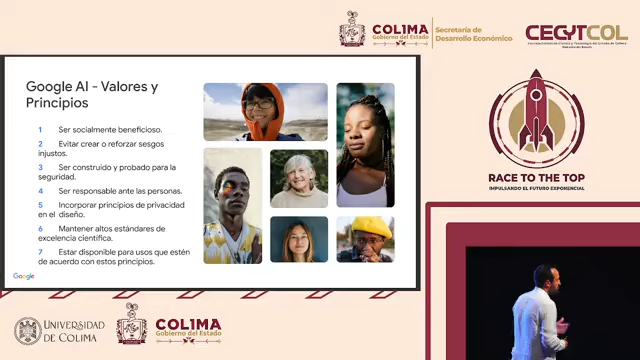 COLIMA
Gobierno del Estado
Secretaría de
Desarrollo Económico
CECYTCOL
Google AI - Valores y
Principios
1 Ser socialmente beneficioso.
2 Evitar crear o reforzar sesgos
injustos.
3 Ser construido y probado para la
seguridad.
4 Ser responsable ante las personas.
5 Incorporar principios de privacidad
en el diseño.
6 Mantener altos estándares de
excelencia científica.
7 Estar disponible para usos que estén
de acuerdo con estos principios.
Google
RACE TO THE TOP
IMPULSANDO EL FUTURO EXPONENCIAL
UNIVERSIDAD
DE COLIMA
COLIMA
Gobierno del Estado